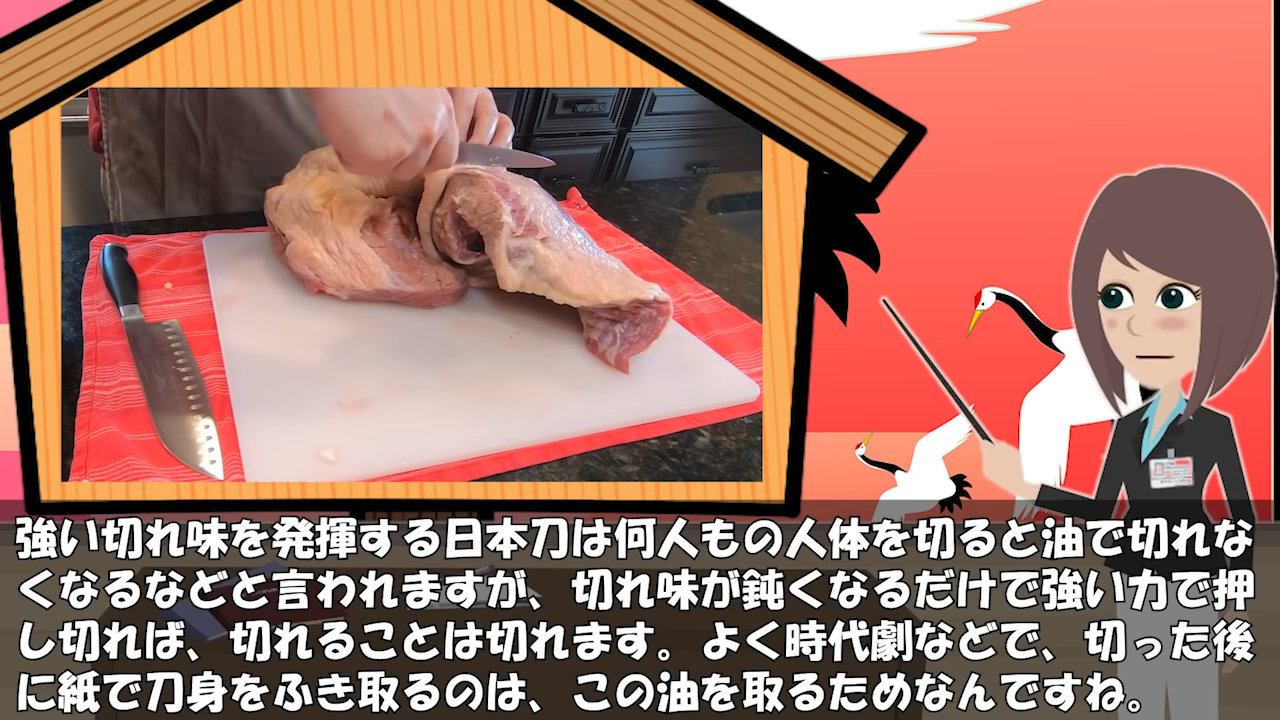 強い切れ味を発揮する日本刀は何人もの人体を切ると油で切れな
くなるなどと言われますが、切れ味が鈍くなるだけで強い力で押
し切れば、切れることは切れます。よく時代劇などで、切った後
に紙で刀身をふき取るのは、この油を取るためなんですね。